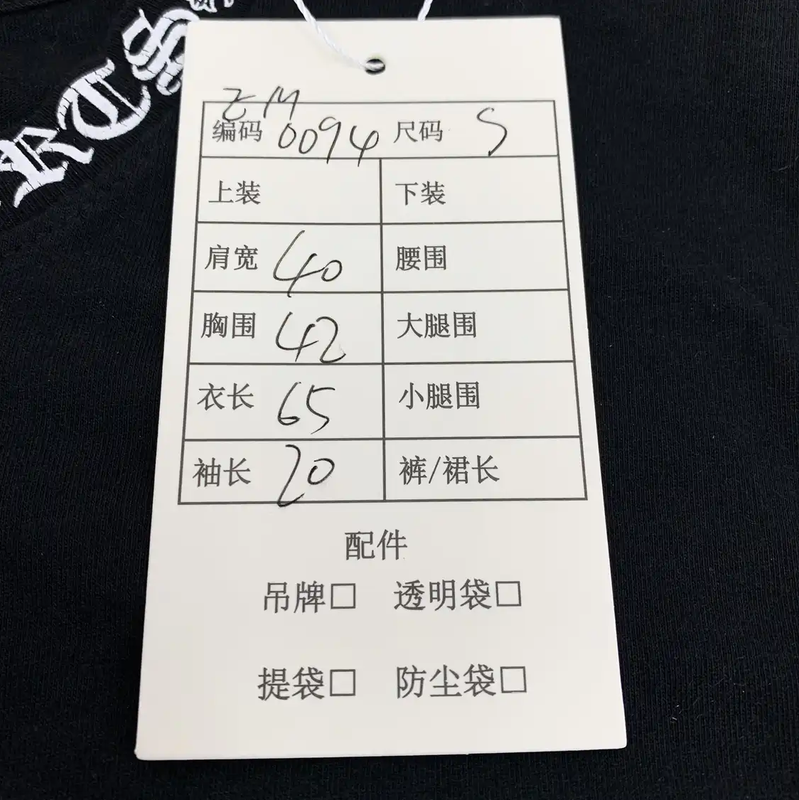 RTS
ZM
编码 0094 尺码 S
上装 下装
肩宽 40 腰围
胸围 42 大腿围
衣长 65 小腿围
袖长 20 裤/裙长
配件
吊牌□ 透明袋□
提袋□ 防尘袋□